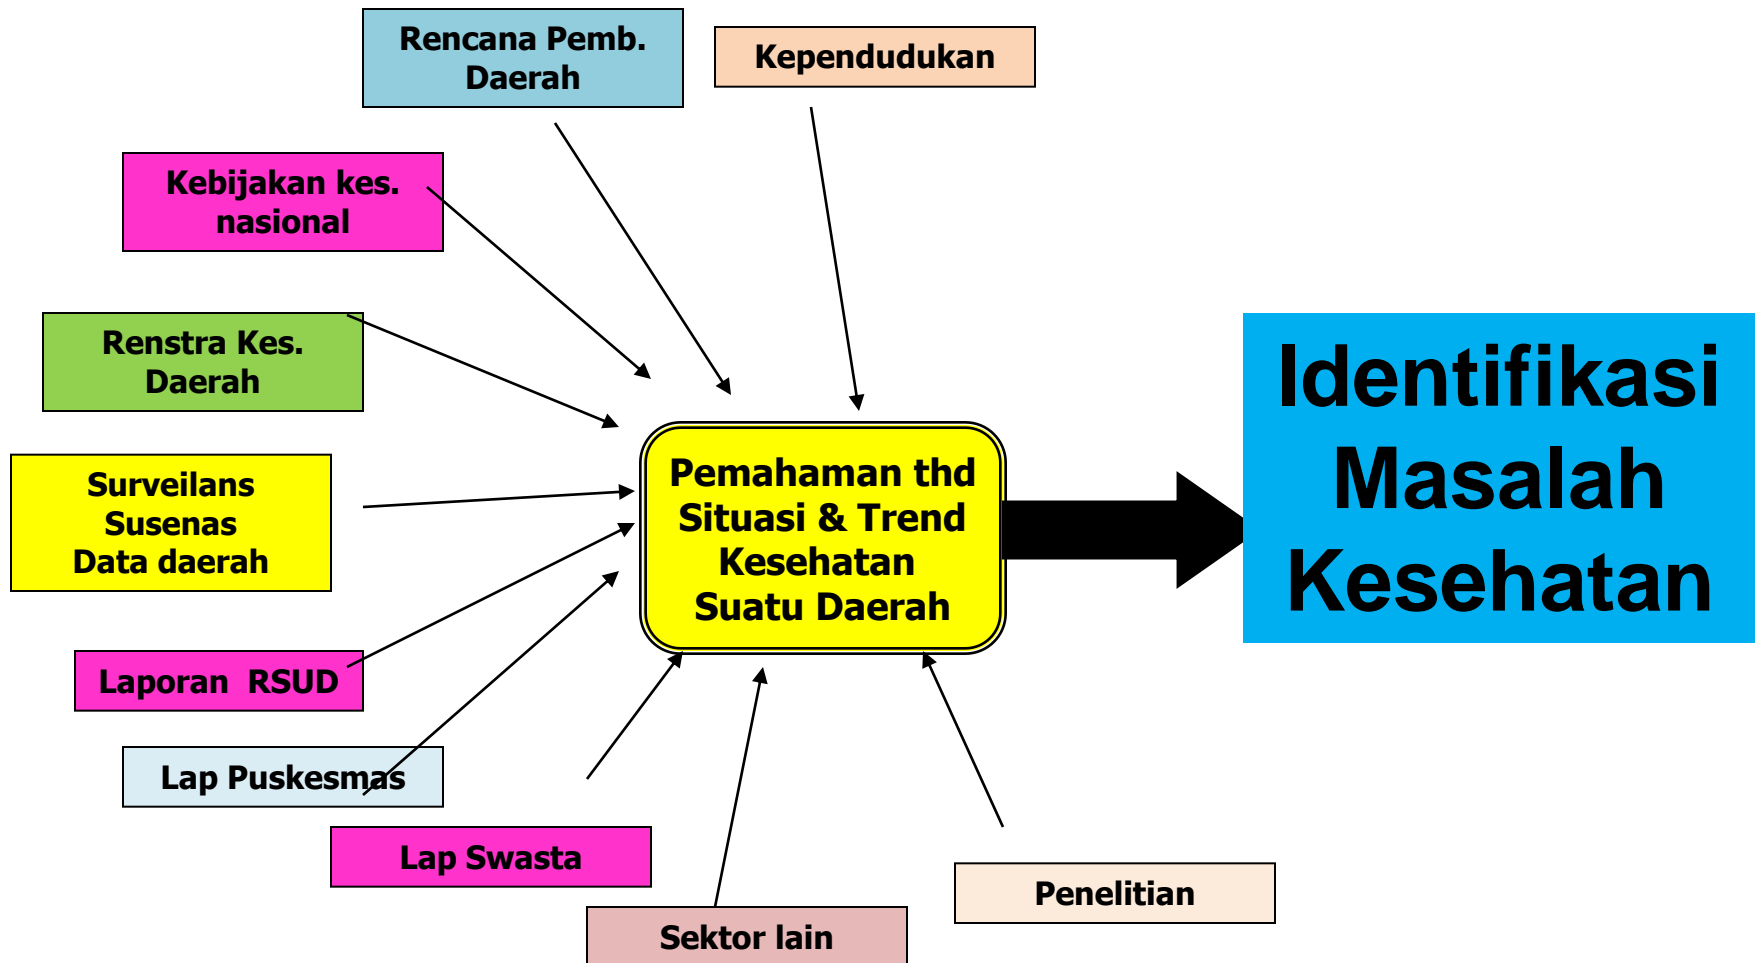 Rencana Pemb.
Daerah
Kependudukan
Kebijakan kes.
nasional
Renstra Kes.
Daerah
Surveilans
Susenas
Data daerah
Laporan  RSUD
Lap Puskesmas
Lap Swasta
Sektor lain
Penelitian
Pemahaman thd
Situasi & Trend
Kesehatan
Suatu Daerah
Identifikasi
Masalah
Kesehatan